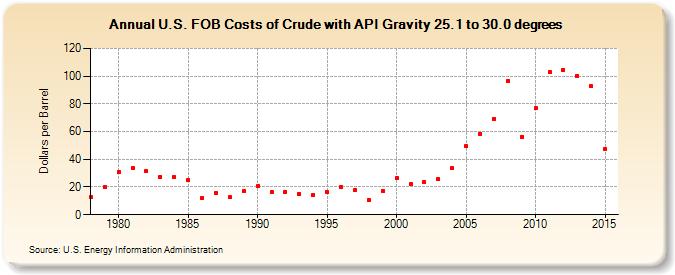 Annual U.S. FOB Costs of Crude with API Gravity 25.1 to 30.0 degrees
Dollars per Barrel
120
100
80
60
40
20
0
1980 1985 1990 1995 2000 2005 2010 2015
Source: U.S. Energy Information Administration